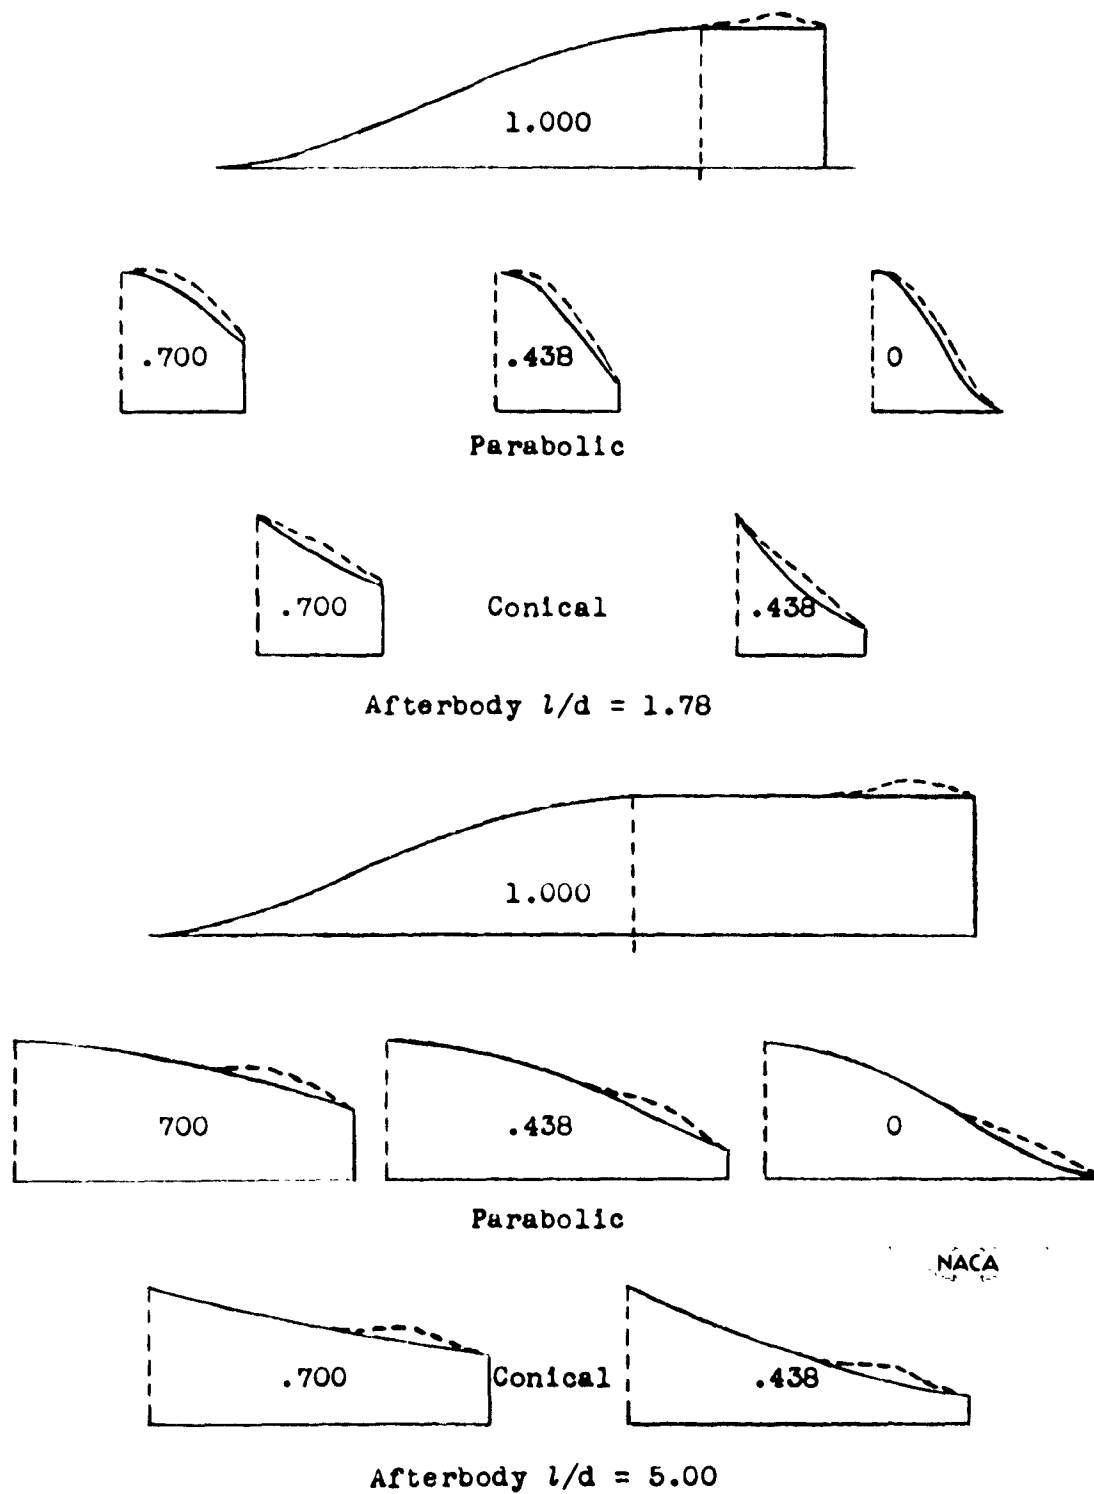 1.000
.700 .438 0
Parabolic
.700 Conical .438
Afterbody l/d = 1.78
1.000
700 .438 0
Parabolic
NACA
.700 Conical .438
Afterbody l/d = 5.00